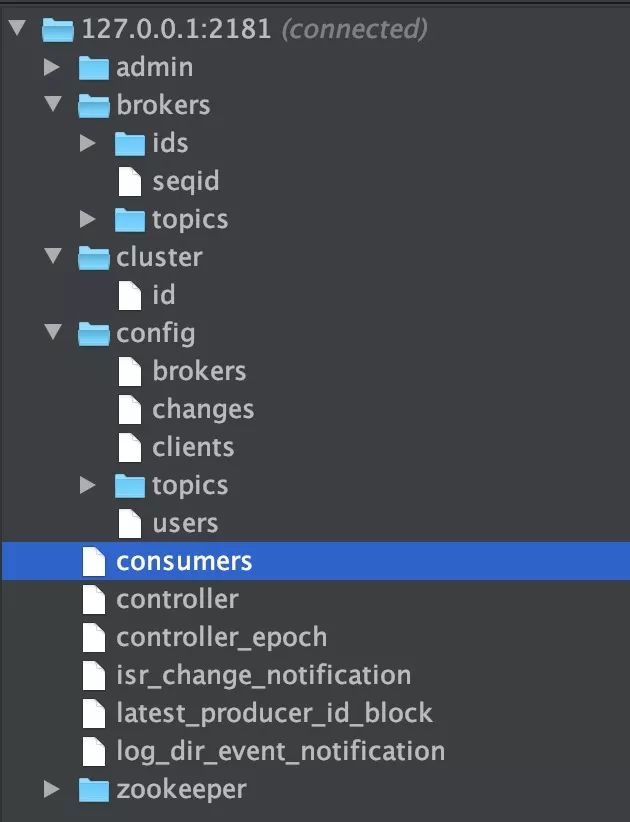 127.0.0.1:2181 (connected)
admin
brokers
ids
seqid
topics
cluster
id
config
brokers
changes
clients
topics
users
consumers
controller
controller_epoch
isr_change_notification
latest_producer_id_block
log_dir_event_notification
zookeeper